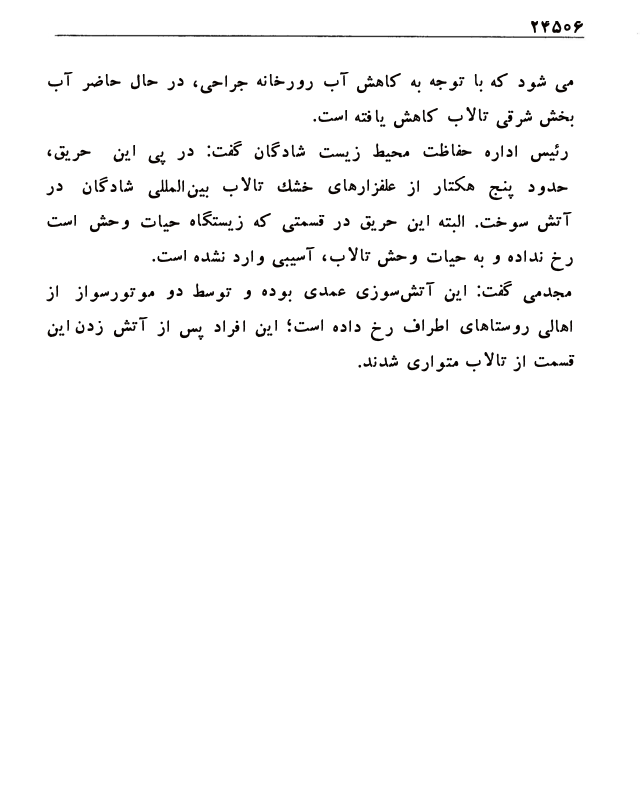 ۲۴۵۰۶
می شود که با توجه به کاهش آب رورخانه جراحی، در حال حاضر آب
بخش شرقی تالاب کاهش یافته است.
رئیس اداره حفاظت محیط زیست شادگان گفت: در پی این حریق،
حدود پنج هکتار از علفزارهای خشك تالاب بین‌المللی شادگان در
آتش سوخت. البته این حریق در قسمتی که زیستگاه حیات وحش است
رخ نداده و به حیات وحش تالاب، آسیبی وارد نشده است.
مجدمی گفت: این آتش‌سوزی عمدی بوده و توسط دو موتورسواز از
اهالی روستاهای اطراف رخ داده است؛ این افراد پس از آتش زدن این
قسمت از تالاب متواری شدند.